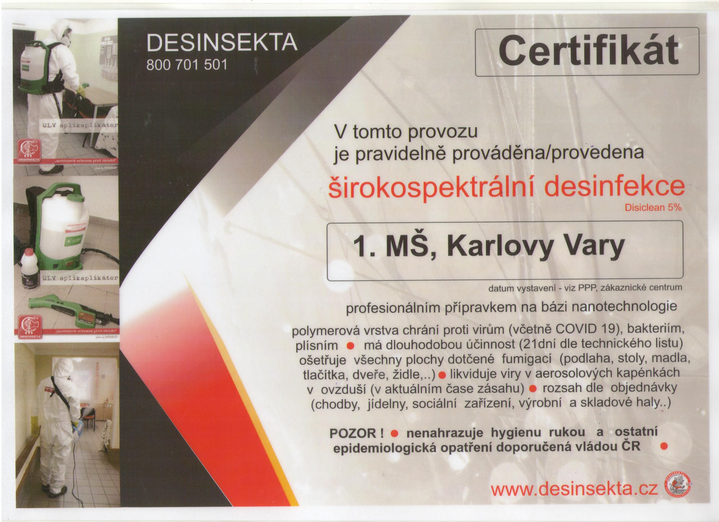 DESINSEKTA
800 701 501
Certifikát
V tomto provozu
je pravidelně prováděna/provedena
širokospektrální desinfekce
Disiclean 5%
1. MŠ, Karlovy Vary
datum vystavení - viz PPP, zákaznické centrum
profesionálním přípravkem na bázi nanotechnologie
polymerová vrstva chrání proti virům (včetně COVID 19), bakteriím,
plísním ● má dlouhodobou účinnost (21dní dle technického listu)
ošetřuje všechny plochy dotčené fumigací (podlaha, stoly, madla,
tlačítka, dveře, židle,..) ● likviduje viry v aerosolových kapénkách
v ovzduší (v aktuálním čase zásahu) ● rozsah dle objednávky
(chodby, jídelny, sociální zařízení, výrobní a skladové haly..)
POZOR ! ● nenahrazuje hygienu rukou a ostatní
epidemiologická opatření doporučená vládou ČR ●
www.desinsekta.cz
ULV aplikplikátor
ULV aplikplikátor